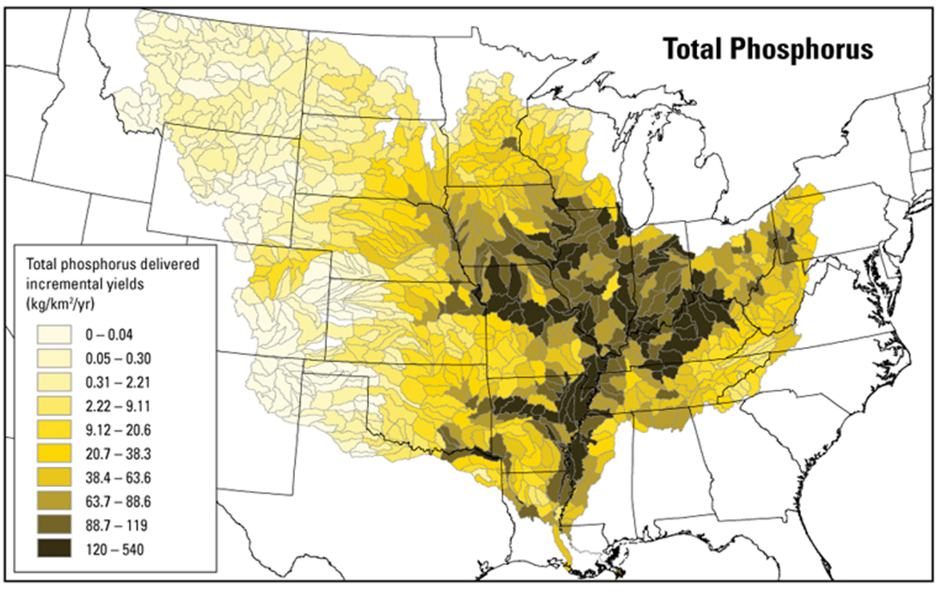 Total Phosphorus
Total phosphorus delivered
incremental yields
(kg/km²/yr)
0 – 0.04
0.05 – 0.30
0.31 – 2.21
2.22 – 9.11
9.12 – 20.6
20.7 – 38.3
38.4 – 63.6
63.7 – 88.6
88.7 – 119
120 – 540